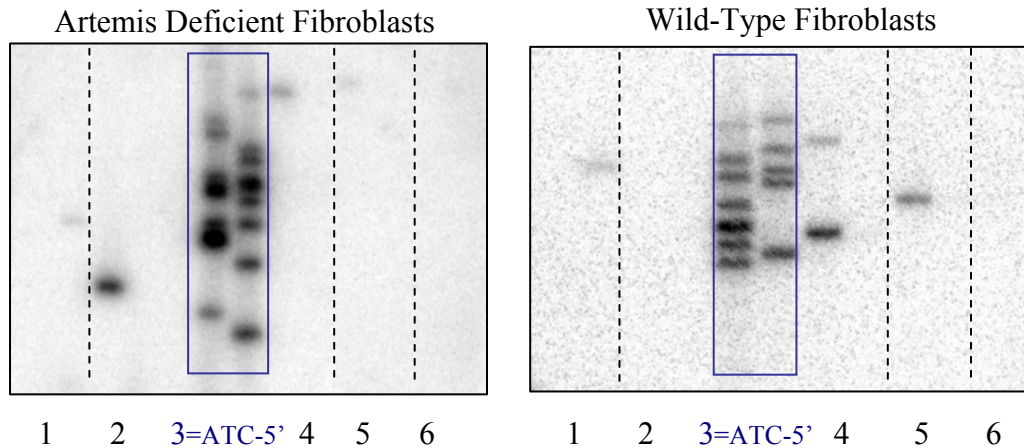 Artemis Deficient Fibroblasts
Wild-Type Fibroblasts
1 2 3=ATC-5’ 4 5 6
1 2 3=ATC-5’ 4 5 6